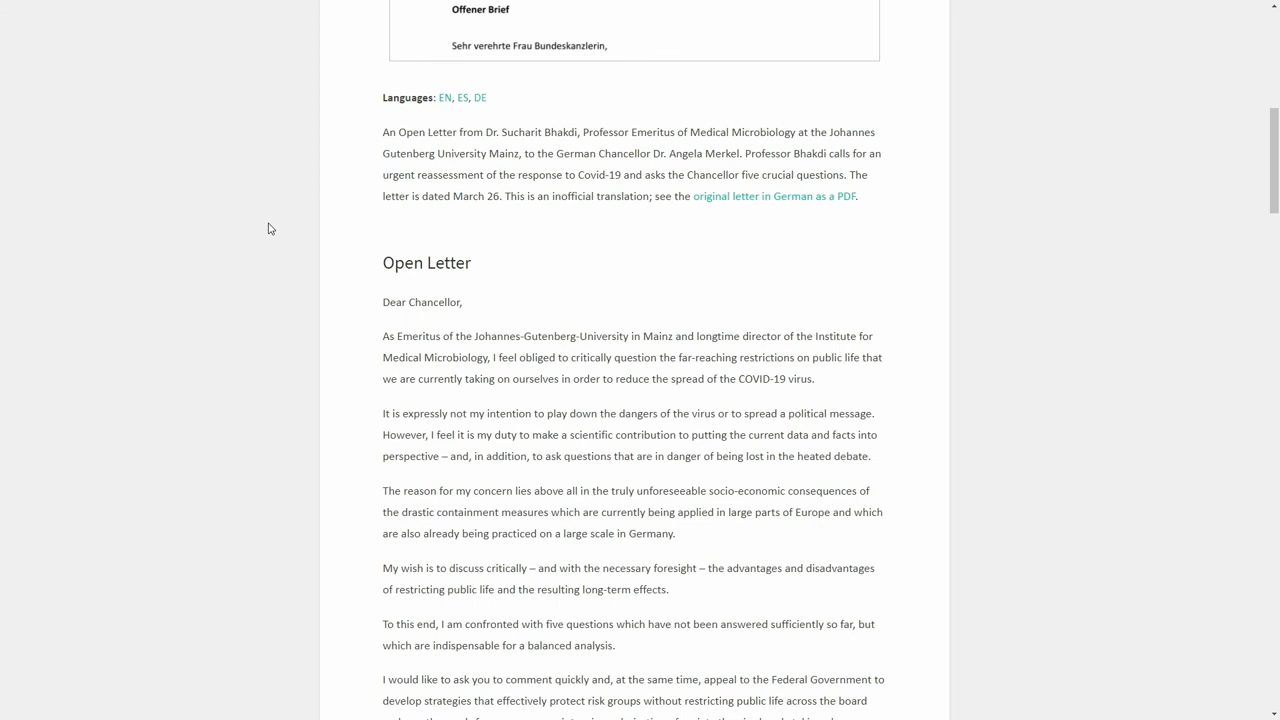 Offener Brief
Sehr verehrte Frau Bundeskanzlerin,
Languages: EN, ES, DE
An Open Letter from Dr. Sucharit Bhakdi, Professor Emeritus of Medical Microbiology at the Johannes
Gutenberg University Mainz, to the German Chancellor Dr. Angela Merkel. Professor Bhakdi calls for an
urgent reassessment of the response to Covid-19 and asks the Chancellor five crucial questions. The
letter is dated March 26. This is an inofficial translation; see the original letter in German as a PDF.
Open Letter
Dear Chancellor,
As Emeritus of the Johannes-Gutenberg-University in Mainz and longtime director of the Institute for
Medical Microbiology, I feel obliged to critically question the far-reaching restrictions on public life that
we are currently taking on ourselves in order to reduce the spread of the COVID-19 virus.
It is expressly not my intention to play down the dangers of the virus or to spread a political message.
However, I feel it is my duty to make a scientific contribution to putting the current data and facts into
perspective – and, in addition, to ask questions that are in danger of being lost in the heated debate.
The reason for my concern lies above all in the truly unforeseeable socio-economic consequences of
the drastic containment measures which are currently being applied in large parts of Europe and which
are also already being practiced on a large scale in Germany.
My wish is to discuss critically – and with the necessary foresight – the advantages and disadvantages
of restricting public life and the resulting long-term effects.
To this end, I am confronted with five questions which have not been answered sufficiently so far, but
which are indispensable for a balanced analysis.
I would like to ask you to comment quickly and, at the same time, appeal to the Federal Government to
develop strategies that effectively protect risk groups without restricting public life across the board